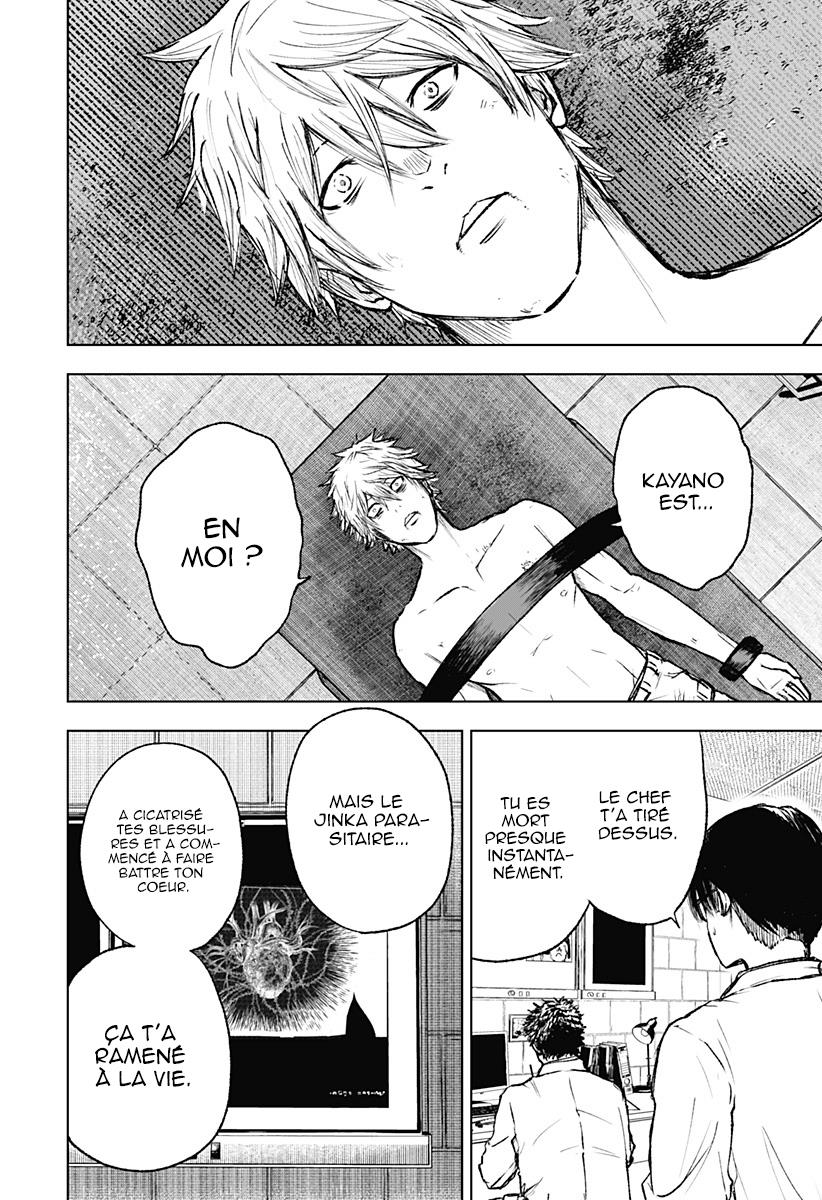 KAYANO
EST...
EN
MOI ?
LE CHEF
T'A TIRÉ
DESSUS.
TU ES
MORT
PRESQUE
INSTANTA-
NÉMENT.
MAIS LE
JINKA PARA-
SITAIRE...
A CICATRISÉ
TES BLESSU-
RES ET A COM-
MENCÉ À FAIRE
BATTRE TON
COEUR.
ÇA T'A
RAMENÉ
À LA VIE.